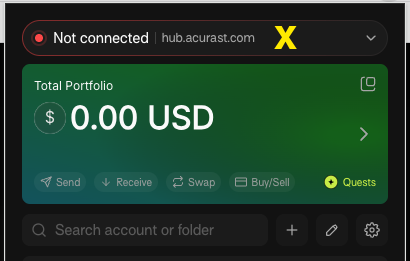 Not connected | hub.acurast.com X
Total Portfolio
$ 0.00 USD
Send Receive Swap Buy/Sell Quests
Search account or folder